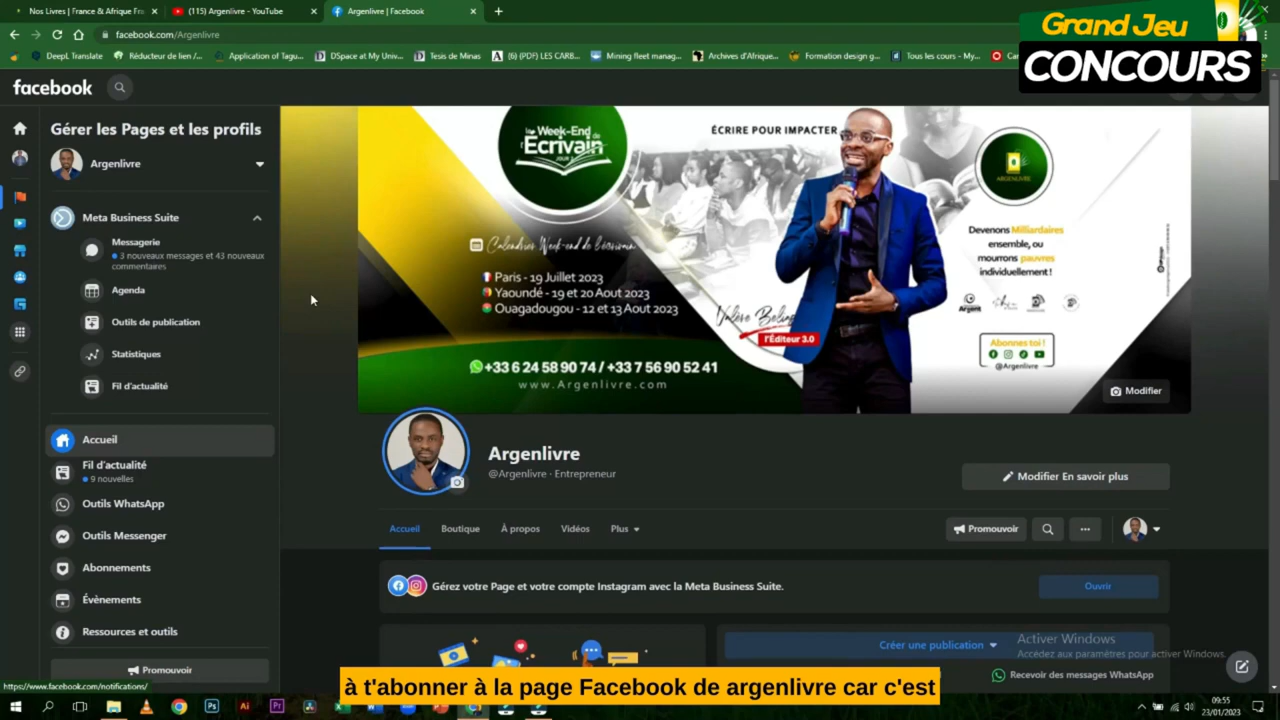 Nos Livres | France & Afrique Fr
(115) Argenlivre - YouTube
Argenlivre | Facebook
Grand Jeu
CONCOURS
facebook.com/Argenlivre
DeepL Translate
Réducteur de lien /...
Application of Tagu...
DSpace at My Univ...
Tesis de Minas
(6) (PDF) LES CARB...
Mining fleet manag...
Archives d'Afrique...
Formation design g...
Tous les cours - My...
facebook
Gérer les Pages et les profils
Argenlivre
Meta Business Suite
Messagerie
3 nouveaux messages et 43 nouveaux
commentaires
Agenda
Outils de publication
Statistiques
Fil d'actualité
Accueil
Fil d'actualité
9 nouvelles
Outils WhatsApp
Outils Messenger
Abonnements
Évènements
Ressources et outils
Promouvoir
Week-End
Écrivain
ÉCRIRE POUR IMPACTER
Calendrier Week-end de l'écrivain
Paris - 19 Juillet 2023
Yaoundé - 19 et 20 Aout 2023
Ouagadougou - 12 et 13 Aout 2023
l'Éditeur 3.0
+33 6 24 58 90 74 / +33 7 56 90 52 41
www.Argenlivre.com
ARGENLIVRE
Devenons Milliardaires
ensemble, ou
mourrons pauvres
individuellement !
Abonnes toi !
@Argenlivre
Modifier
Argenlivre
@Argenlivre · Entrepreneur
Modifier En savoir plus
Accueil
Boutique
À propos
Vidéos
Plus
Promouvoir
Gérez votre Page et votre compte Instagram avec la Meta Business Suite.
Ouvrir
Créer une publication
Activer Windows
Accédez aux paramètres pour activer Windows.
Recevoir des messages WhatsApp
https://www.facebook.com/notifications/
à t'abonner à la page Facebook de argenlivre car c'est
09:55
23/01/2023